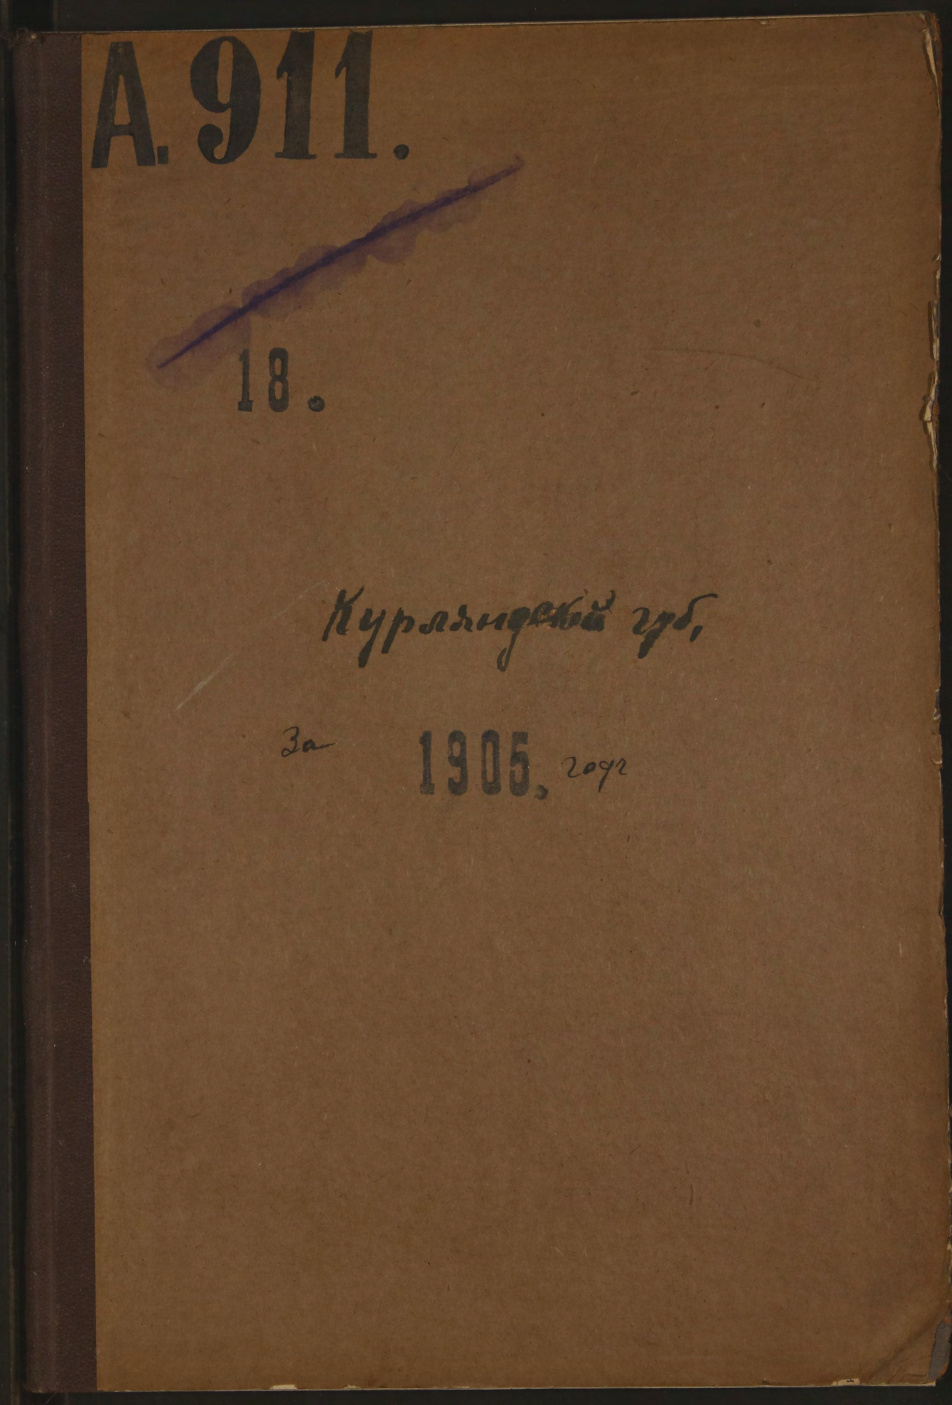 А. 911.
18.
Курляндской губ.
За 1905. годъ